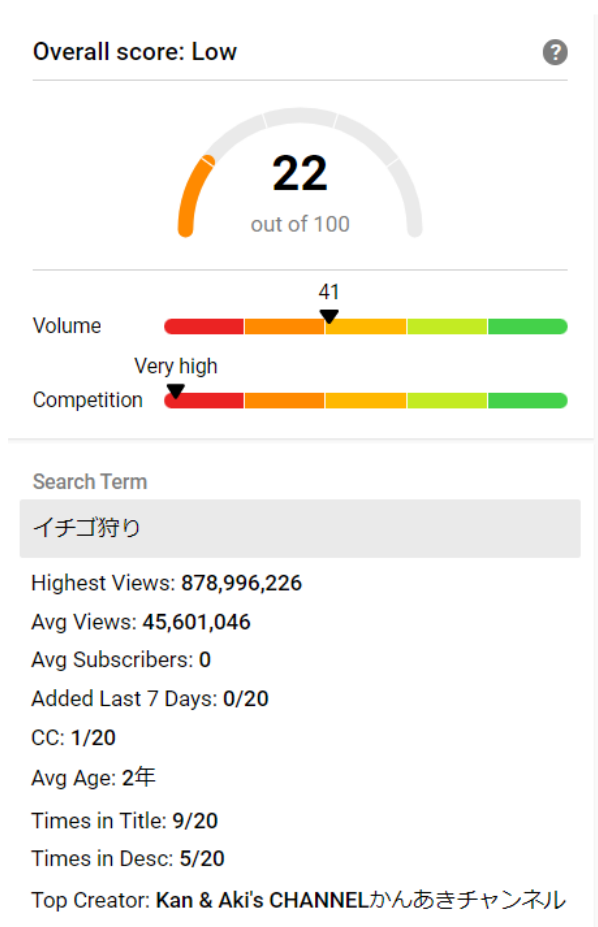 Overall score: Low
?
22
out of 100
41
Volume
Very high
Competition
Search Term
イチゴ狩り
Highest Views: 878,996,226
Avg Views: 45,601,046
Avg Subscribers: 0
Added Last 7 Days: 0/20
CC: 1/20
Avg Age: 2年
Times in Title: 9/20
Times in Desc: 5/20
Top Creator: Kan & Aki's CHANNELかんあきチャンネル